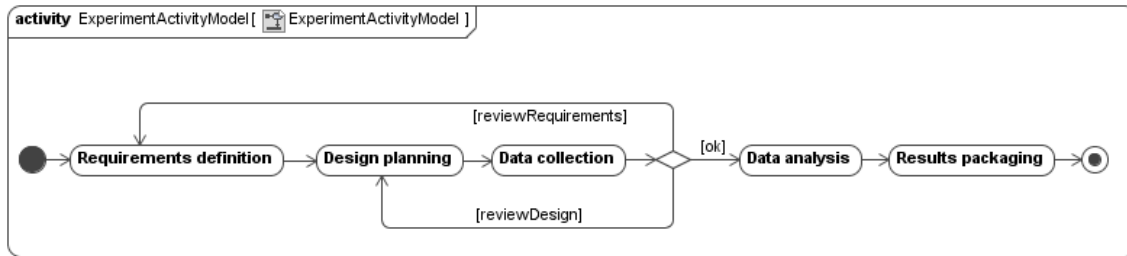 activity ExperimentActivityModel[ ExperimentActivityModel ]
[reviewRequirements]
[ok]
Requirements definition
Design planning
Data collection
Data analysis
Results packaging
[reviewDesign]